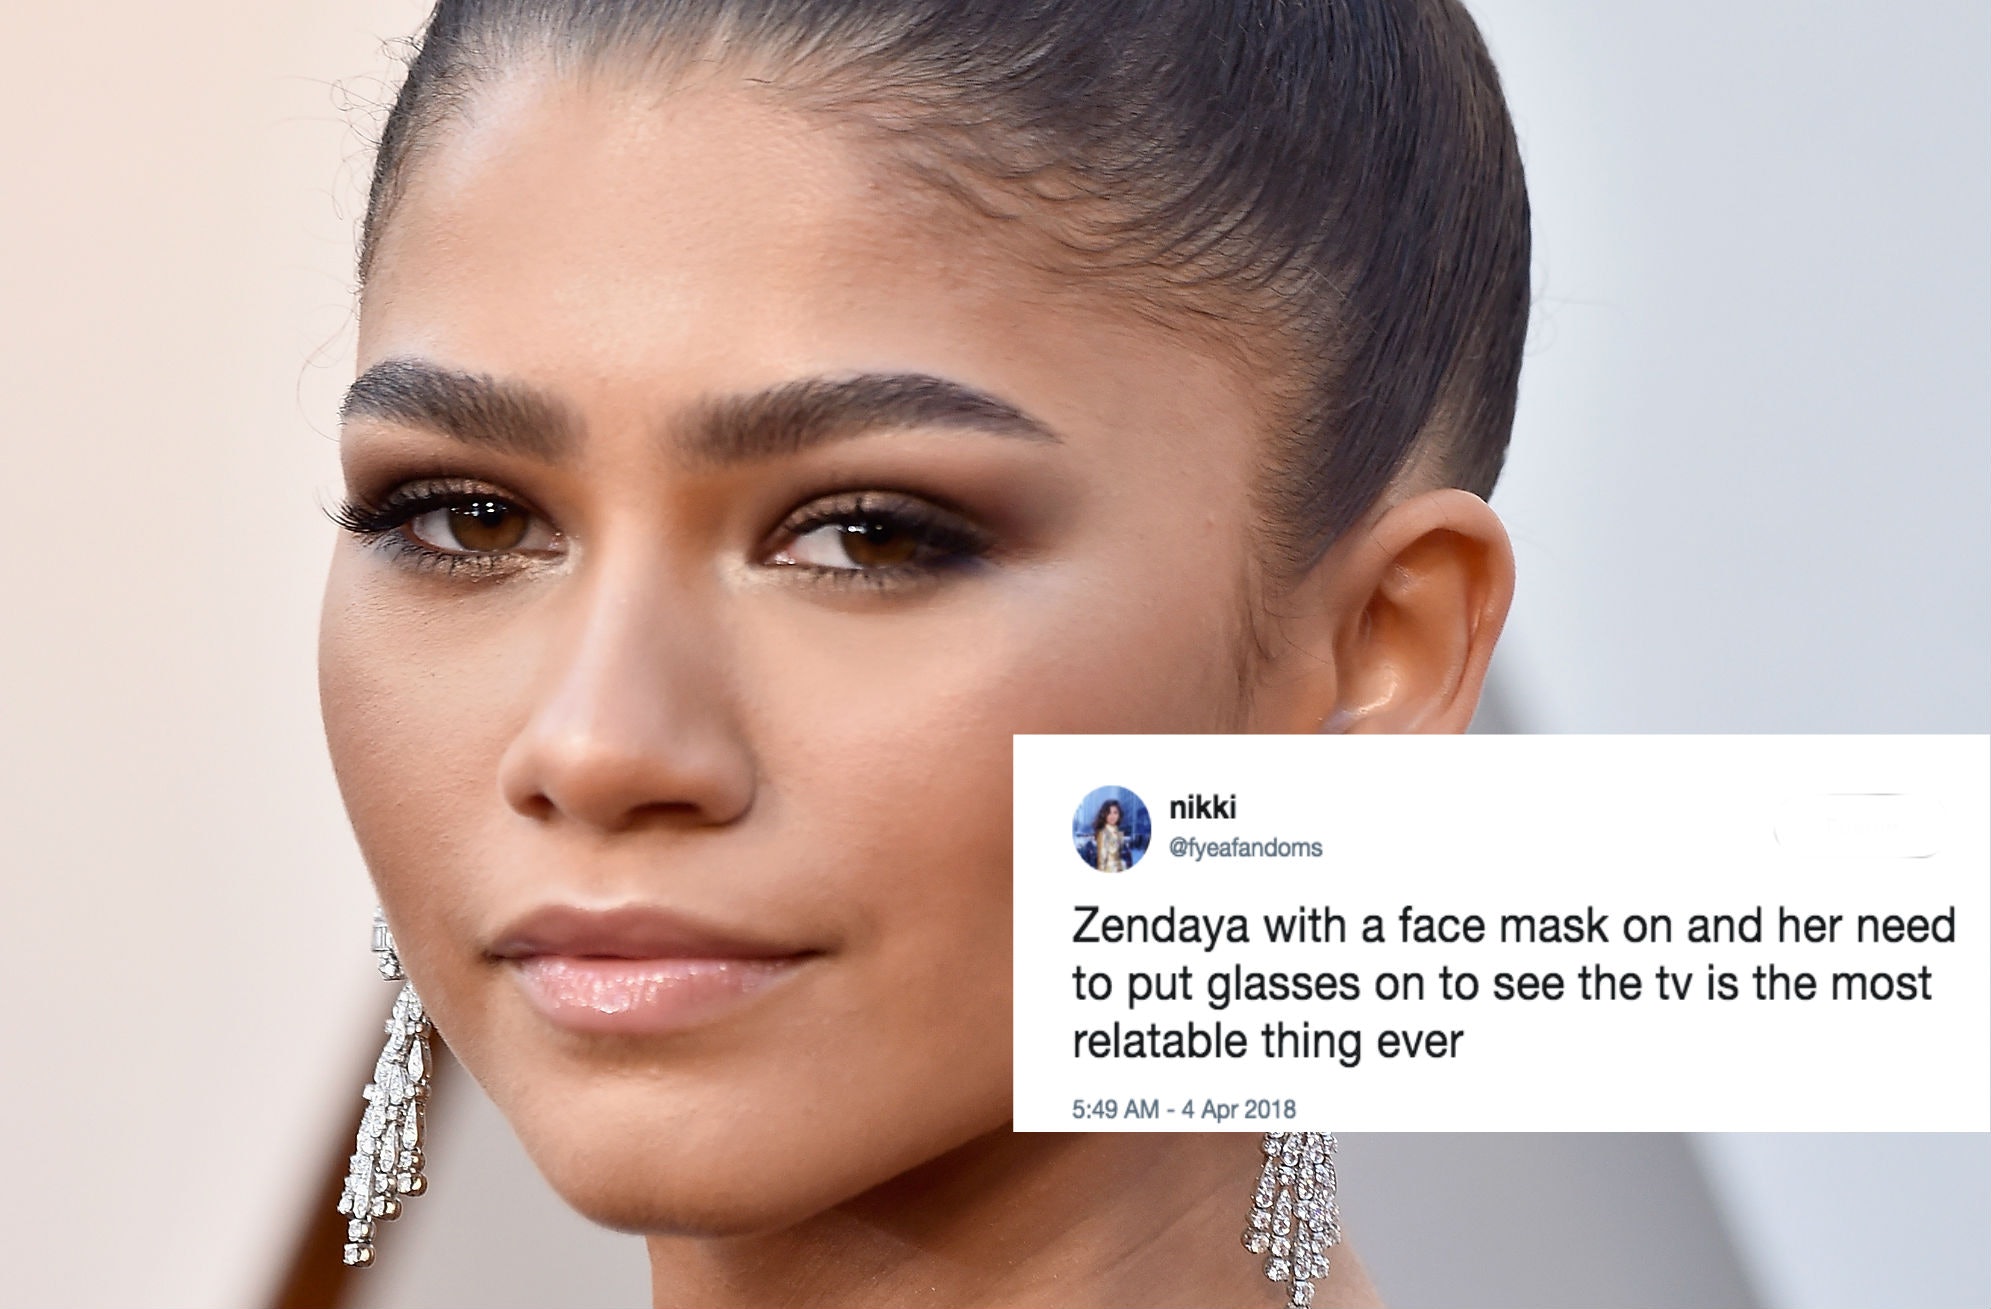 nikki
@fyeafandoms
Zendaya with a face mask on and her need
to put glasses on to see the tv is the most
relatable thing ever
5:49 AM - 4 Apr 2018